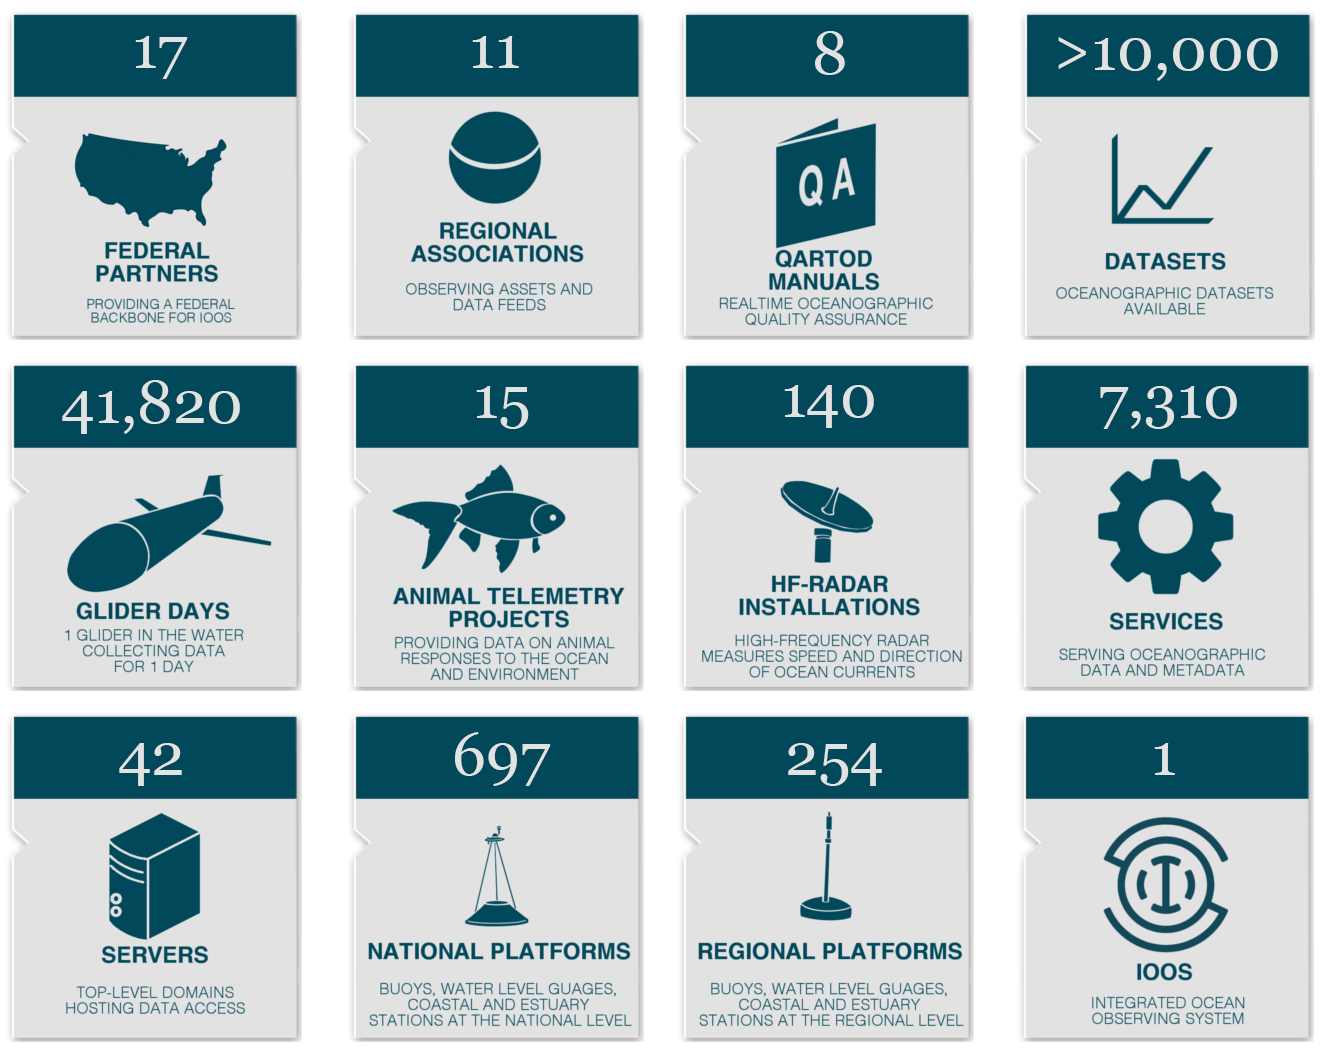 17
FEDERAL
PARTNERS
PROVIDING A FEDERAL
BACKBONE FOR IOOS
11
REGIONAL
ASSOCIATIONS
OBSERVING ASSETS AND
DATA FEEDS
8
QA
QARTOD
MANUALS
REALTIME OCEANOGRAPHIC
QUALITY ASSURANCE
>10,000
DATASETS
OCEANOGRAPHIC DATASETS
AVAILABLE
41,820
GLIDER DAYS
1 GLIDER IN THE WATER
COLLECTING DATA
FOR 1 DAY
15
ANIMAL TELEMETRY
PROJECTS
PROVIDING DATA ON ANIMAL
RESPONSES TO THE OCEAN
AND ENVIRONMENT
140
HF-RADAR
INSTALLATIONS
HIGH-FREQUENCY RADAR
MEASURES SPEED AND DIRECTION
OF OCEAN CURRENTS
7,310
SERVICES
SERVING OCEANOGRAPHIC
DATA AND METADATA
42
SERVERS
TOP-LEVEL DOMAINS
HOSTING DATA ACCESS
697
NATIONAL PLATFORMS
BUOYS, WATER LEVEL GUAGES,
COASTAL AND ESTUARY
STATIONS AT THE NATIONAL LEVEL
254
REGIONAL PLATFORMS
BUOYS, WATER LEVEL GUAGES,
COASTAL AND ESTUARY
STATIONS AT THE REGIONAL LEVEL
1
IOOS
INTEGRATED OCEAN
OBSERVING SYSTEM